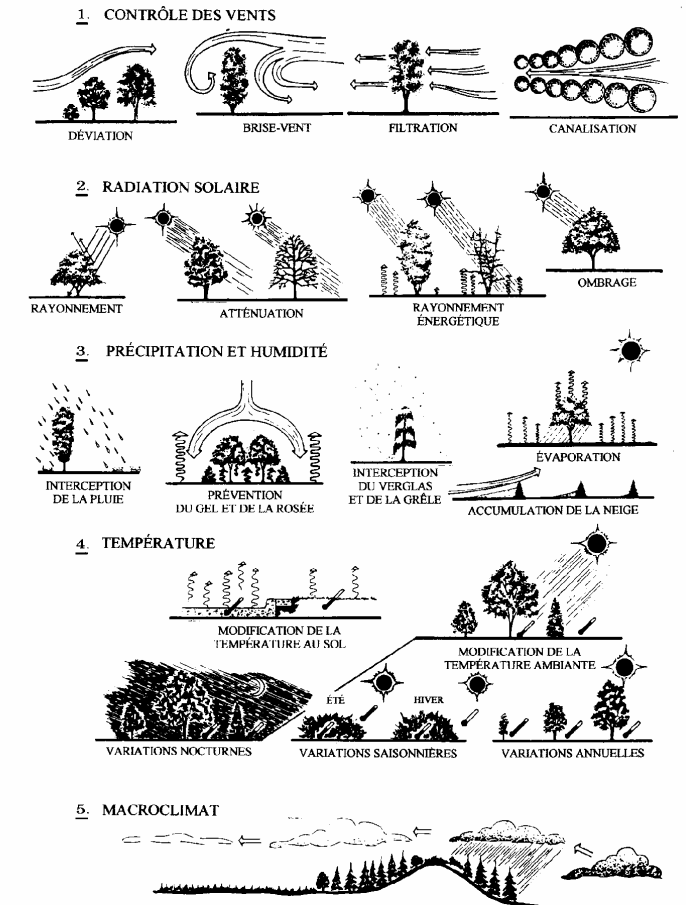 1. CONTRÔLE DES VENTS
DÉVIATION
BRISE-VENT
FILTRATION
CANALISATION
2. RADIATION SOLAIRE
RAYONNEMENT
ATTÉNUATION
RAYONNEMENT
ÉNERGÉTIQUE
OMBRAGE
3. PRÉCIPITATION ET HUMIDITÉ
INTERCEPTION
DE LA PLUIE
PRÉVENTION
DU GEL ET DE LA ROSÉE
INTERCEPTION
DU VERGLAS
ET DE LA GRÊLE
ÉVAPORATION
ACCUMULATION DE LA NEIGE
4. TEMPÉRATURE
MODIFICATION DE LA
TEMPÉRATURE AU SOL
MODIFICATION DE LA
TEMPÉRATURE AMBIANTE
VARIATIONS NOCTURNES
ÉTÉ
HIVER
VARIATIONS SAISONNIÈRES
VARIATIONS ANNUELLES
5. MACROCLIMAT